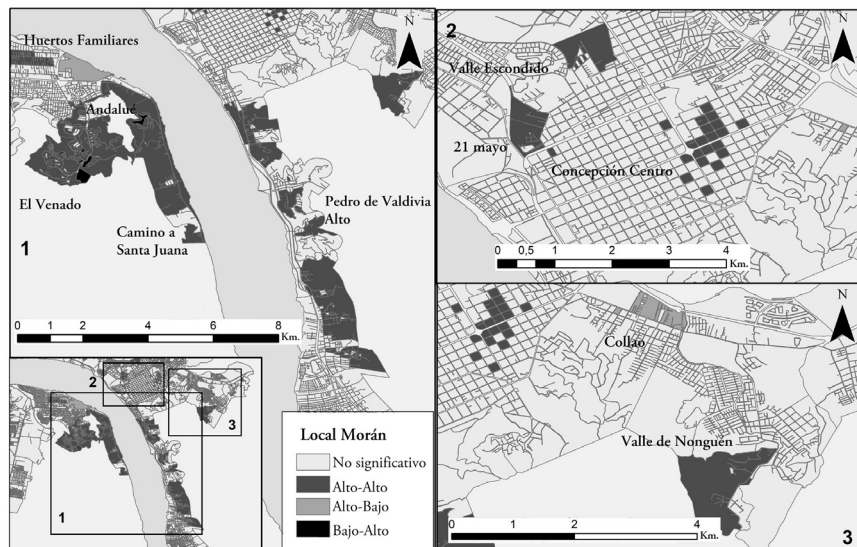 Huertos Familiares
N
Andalué
El Venado
Pedro de Valdivia
Alto
Camino a
Santa Juana
1
0 2 4 6 8
Km.
2
N
Valle Escondido
21 mayo
Concepción Centro
0 0,5 1 2 3 4
Km.
N
Collao
Valle de Nonguén
0 2 4
Km.
3
2
3
1
Local Morán
No significativo
Alto-Alto
Alto-Bajo
Bajo-Alto